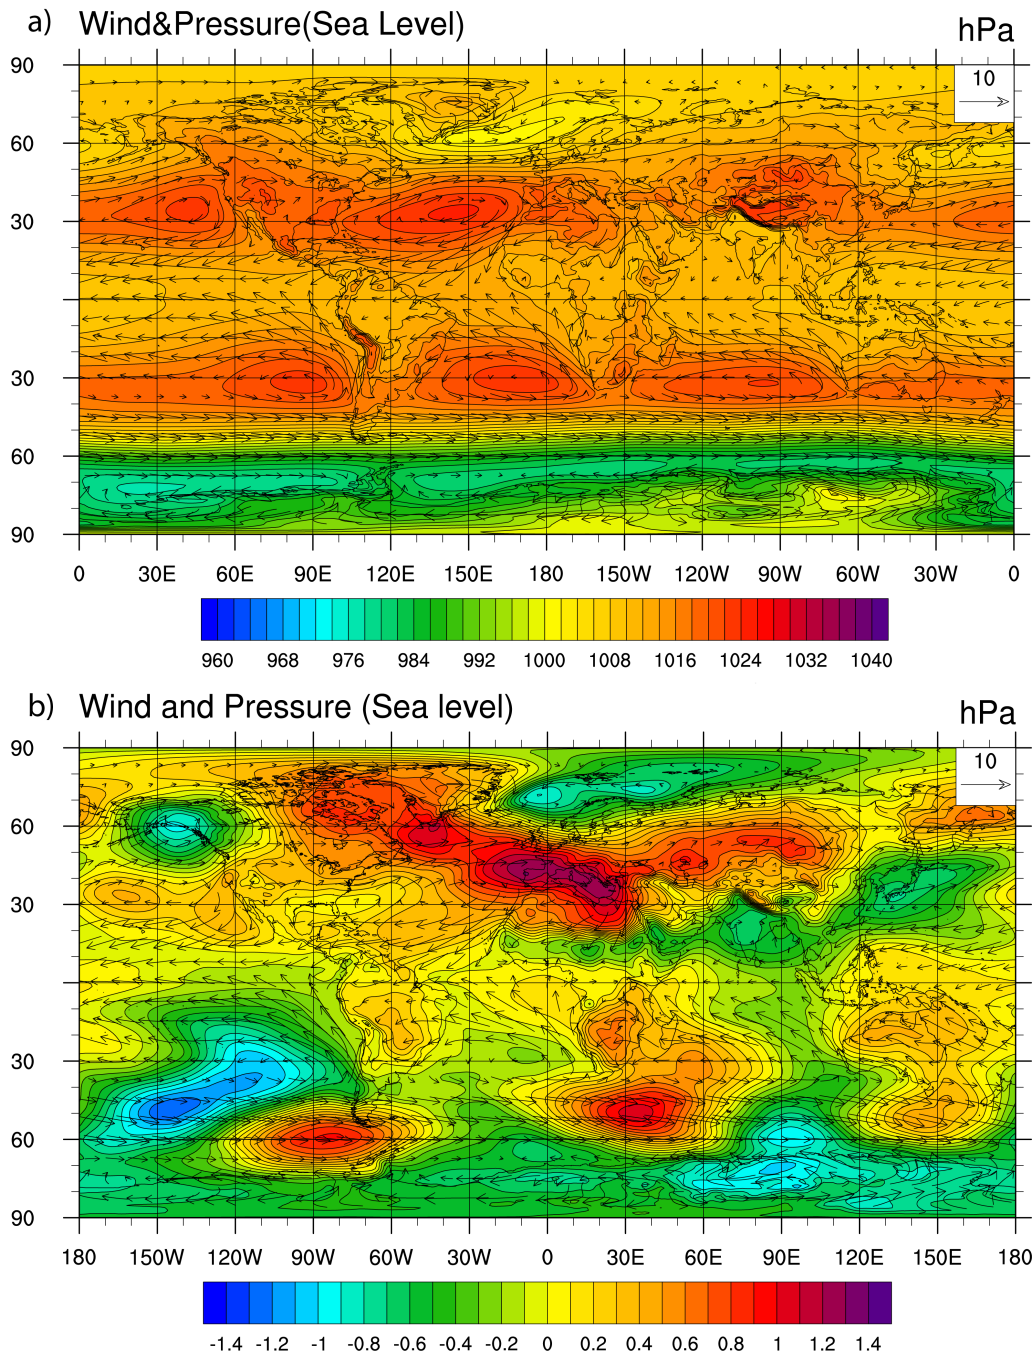 a) Wind&Pressure(Sea Level) hPa
10
90
60
30
30
60
90
0 30E 60E 90E 120E 150E 180 150W 120W 90W 60W 30W 0
960 968 976 984 992 1000 1008 1016 1024 1032 1040
b) Wind and Pressure (Sea level) hPa
10
90
60
30
30
60
90
180 150W 120W 90W 60W 30W 0 30E 60E 90E 120E 150E 180
-1.4 -1.2 -1 -0.8 -0.6 -0.4 -0.2 0 0.2 0.4 0.6 0.8 1 1.2 1.4